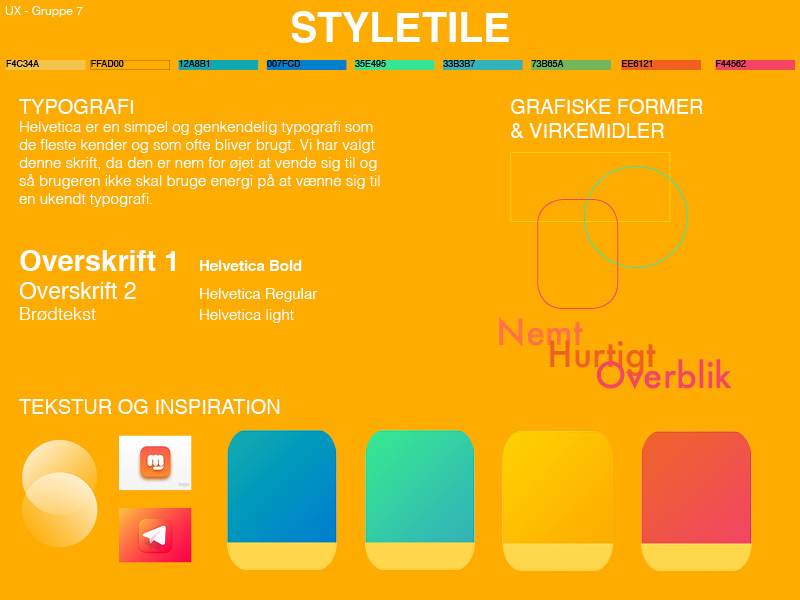 UX - Gruppe 7
STYLETILE
F4C34A FFAD00 12A8B1 007FCD 35E495 33B3B7 73B65A EE6121 F44562
TYPOGRAFI
Helvetica er en simpel og genkendelig typografi som
de fleste kender og som ofte bliver brugt. Vi har valgt
denne skrift, da den er nem for øjet at vende sig til og
så brugeren ikke skal bruge energi på at vænne sig til
en ukendt typografi.
GRAFISKE FORMER
& VIRKEMIDLER
Overskrift 1 Helvetica Bold
Overskrift 2 Helvetica Regular
Brødtekst Helvetica light
Nemt
Hurtigt
Overblik
TEKSTUR OG INSPIRATION
m